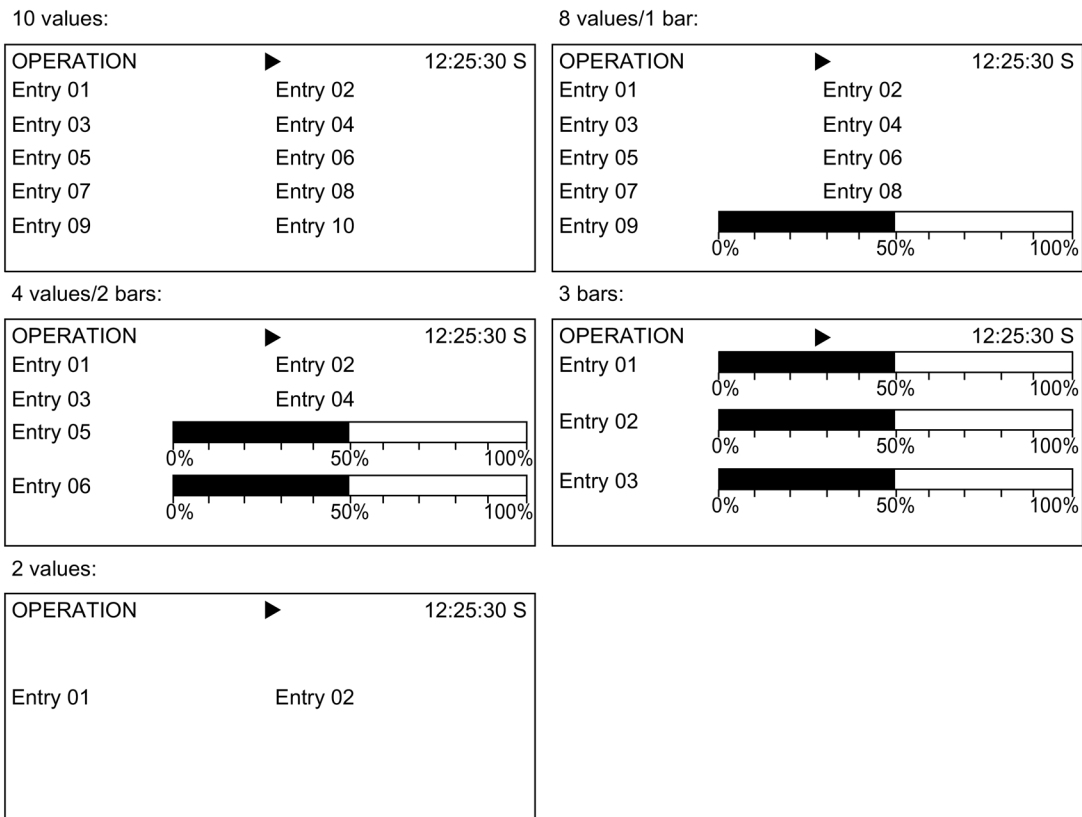 10 values:
OPERATION ▶ 12:25:30 S
Entry 01 Entry 02
Entry 03 Entry 04
Entry 05 Entry 06
Entry 07 Entry 08
Entry 09 Entry 10
8 values/1 bar:
OPERATION ▶ 12:25:30 S
Entry 01 Entry 02
Entry 03 Entry 04
Entry 05 Entry 06
Entry 07 Entry 08
Entry 09
0% 50% 100%
4 values/2 bars:
OPERATION ▶ 12:25:30 S
Entry 01 Entry 02
Entry 03 Entry 04
Entry 05
0% 50% 100%
Entry 06
0% 50% 100%
3 bars:
OPERATION ▶ 12:25:30 S
Entry 01
0% 50% 100%
Entry 02
0% 50% 100%
Entry 03
0% 50% 100%
2 values:
OPERATION ▶ 12:25:30 S
Entry 01 Entry 02